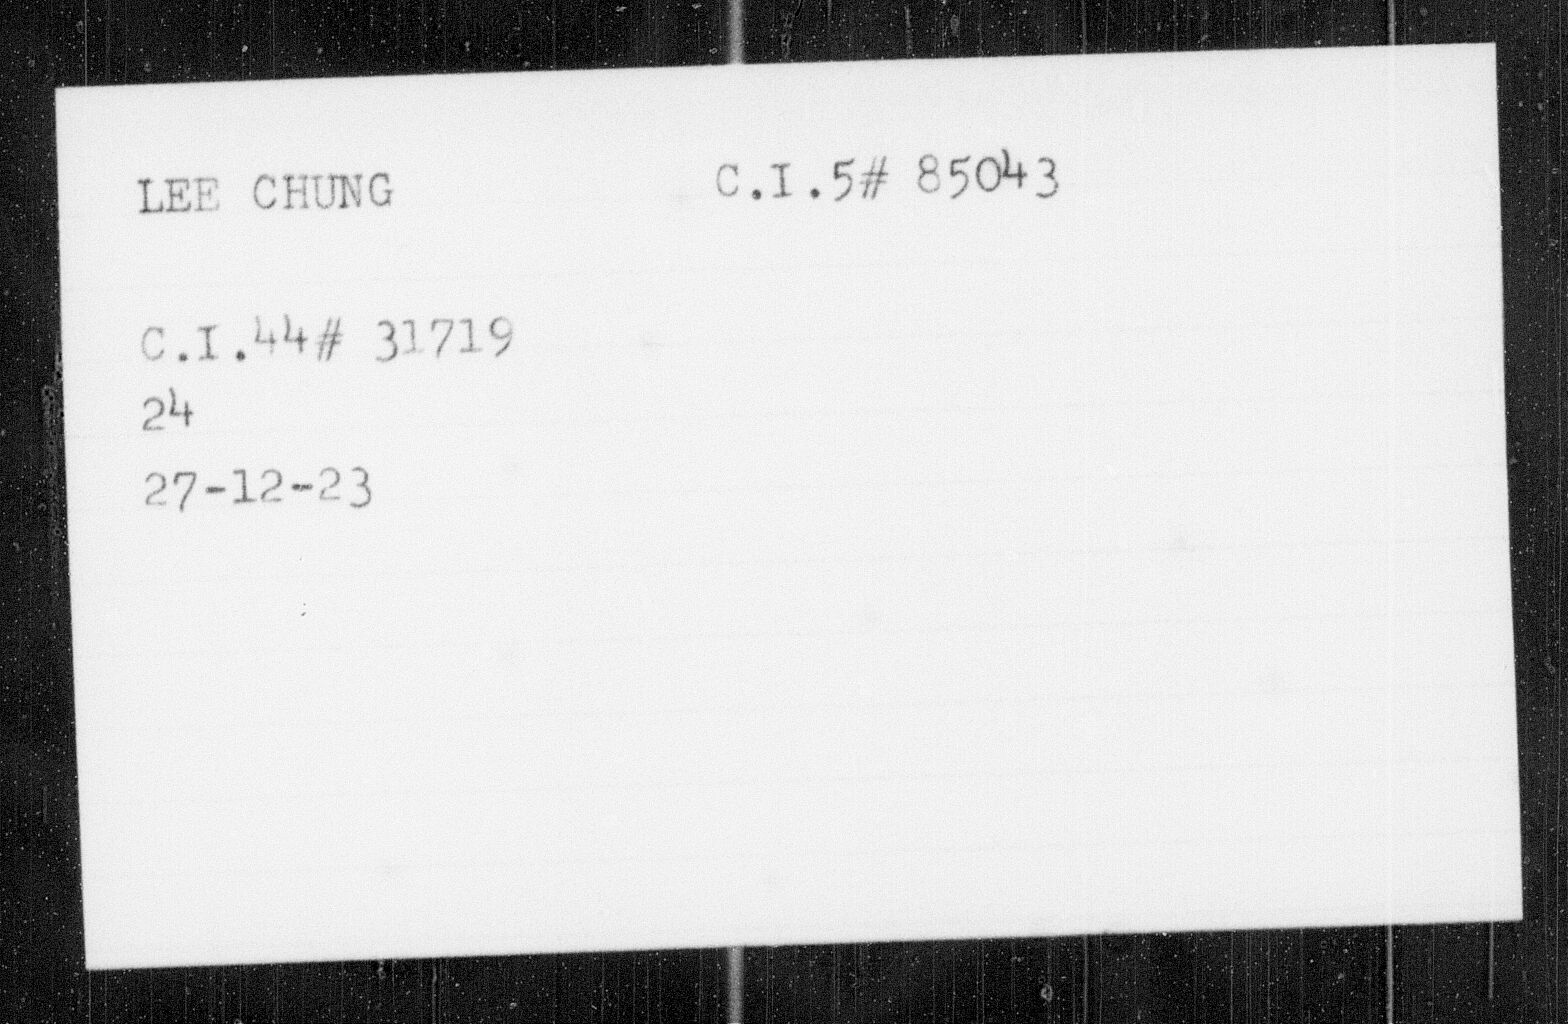 LEE CHUNG C.I.5# 85043
C.I.44# 31719
24
27-12-23